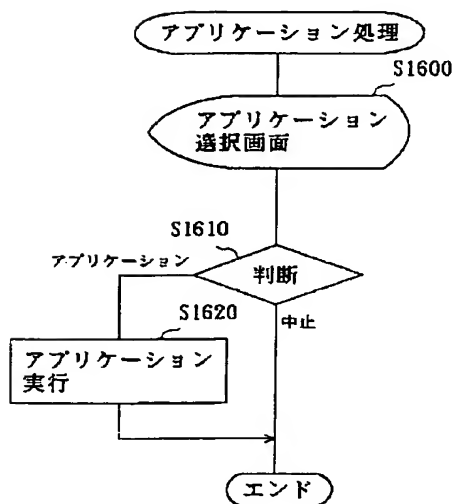 アプリケーション処理
S1600
アプリケーション
選択画面
S1610
アプリケーション
判断
中止
S1620
アプリケーション
実行
エンド